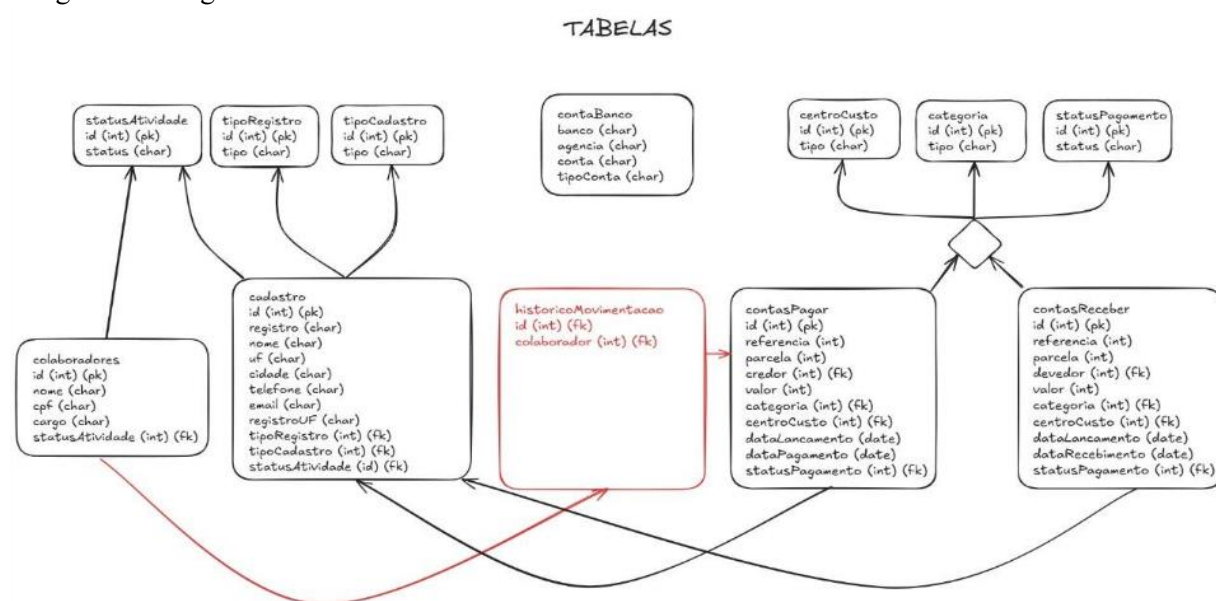 TABELAS
statusAtividade
id (int) (pk)
status (char)
tipoRegistro
id (int) (pk)
tipo (char)
tipoCadastro
id (int) (pk)
tipo (char)
contaBanco
banco (char)
agencia (char)
conta (char)
tipoConta (char)
centroCusto
id (int) (pk)
tipo (char)
categoria
id (int) (pk)
tipo (char)
statusPagamento
id (int) (pk)
status (char)
colaboradores
id (int) (pk)
nome (char)
cpf (char)
cargo (char)
statusAtividade (int) (fk)
cadastro
id (int) (pk)
registro (char)
nome (char)
uf (char)
cidade (char)
telefone (char)
email (char)
registroUF (char)
tipoRegistro (int) (fk)
tipoCadastro (int) (fk)
statusAtividade (id) (fk)
historicoMovimentacao
id (int) (fk)
colaborador (int) (fk)
contasPagar
id (int) (pk)
referencia (int)
parcela (int)
credor (int) (fk)
valor (int)
categoria (int) (fk)
centroCusto (int) (fk)
dataLancamento (date)
dataPagamento (date)
statusPagamento (int) (fk)
contasReceber
id (int) (pk)
referencia (int)
parcela (int)
devedor (int) (fk)
valor (int)
categoria (int) (fk)
centroCusto (int) (fk)
dataLancamento (date)
dataRecebimento (date)
statusPagamento (int) (fk)